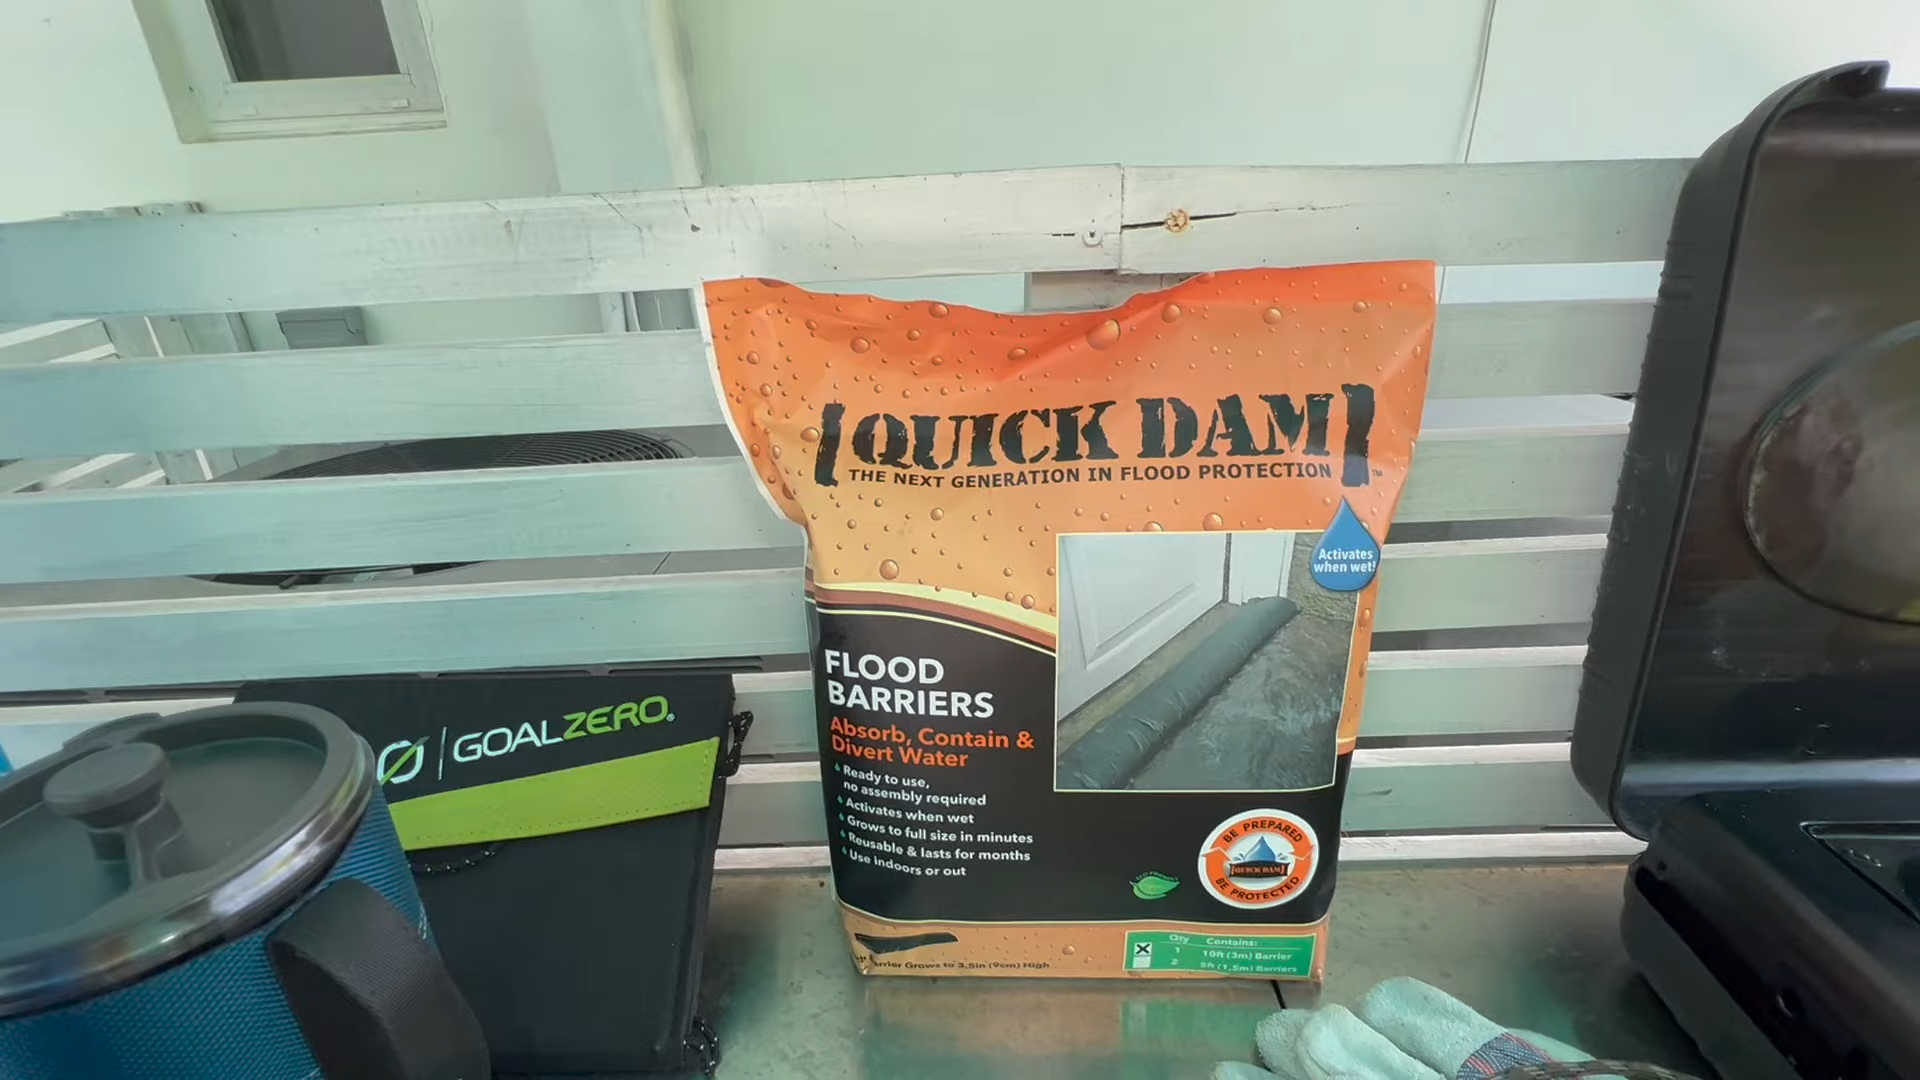 [QUICK DAM]™
THE NEXT GENERATION IN FLOOD PROTECTION
Activates
when wet!
FLOOD
BARRIERS
Absorb, Contain &
Divert Water
Ready to use,
no assembly required
Activates when wet
Grows to full size in minutes
Reusable & lasts for months
Use indoors or out
ECO FRIENDLY
BE PREPARED
[QUICK DAM]
BE PROTECTED
Qty Contains:
1 10ft (3m) Barrier
2 5ft (1.5m) Barriers
Grows to 3.5in (9cm) High
GOALZERO®